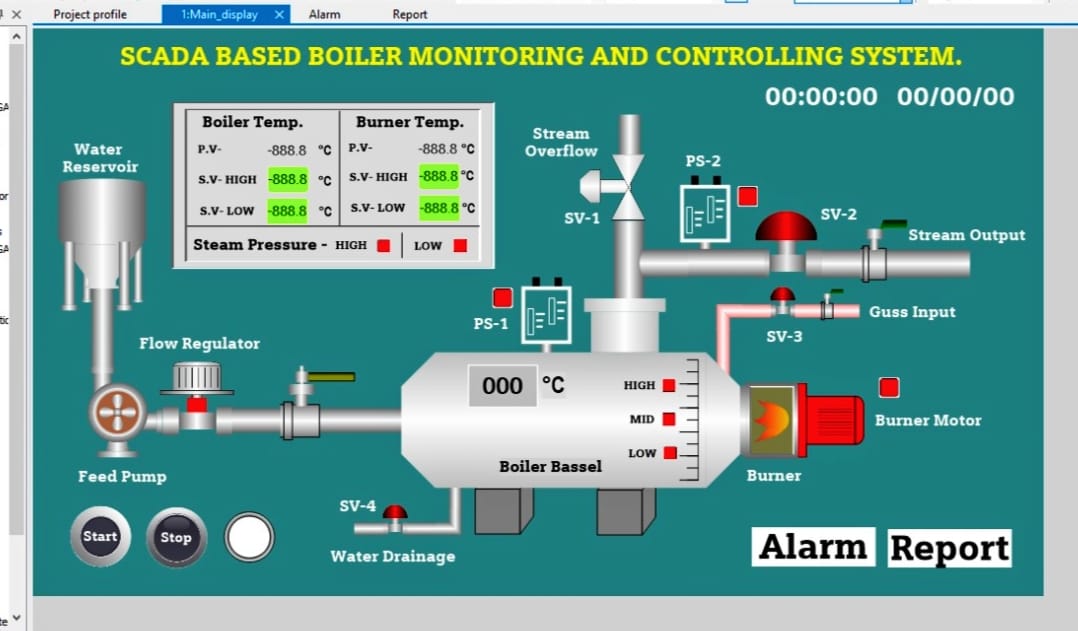 Project profile
1:Main_display
Alarm
Report
SCADA BASED BOILER MONITORING AND CONTROLLING SYSTEM.
00:00:00 00/00/00
Boiler Temp.
Burner Temp.
P.V- -888.8 °C
P.V- -888.8 °C
S.V- HIGH -888.8 °C
S.V- HIGH -888.8 °C
S.V- LOW -888.8 °C
S.V- LOW -888.8 °C
Steam Pressure - HIGH LOW
Water
Reservoir
Stream
Overflow
SV-1
PS-2
SV-2
Stream Output
PS-1
Guss Input
SV-3
Flow Regulator
000 °C
HIGH
MID
LOW
Boiler Bassel
Burner Motor
Burner
Feed Pump
SV-4
Water Drainage
Start
Stop
Alarm
Report